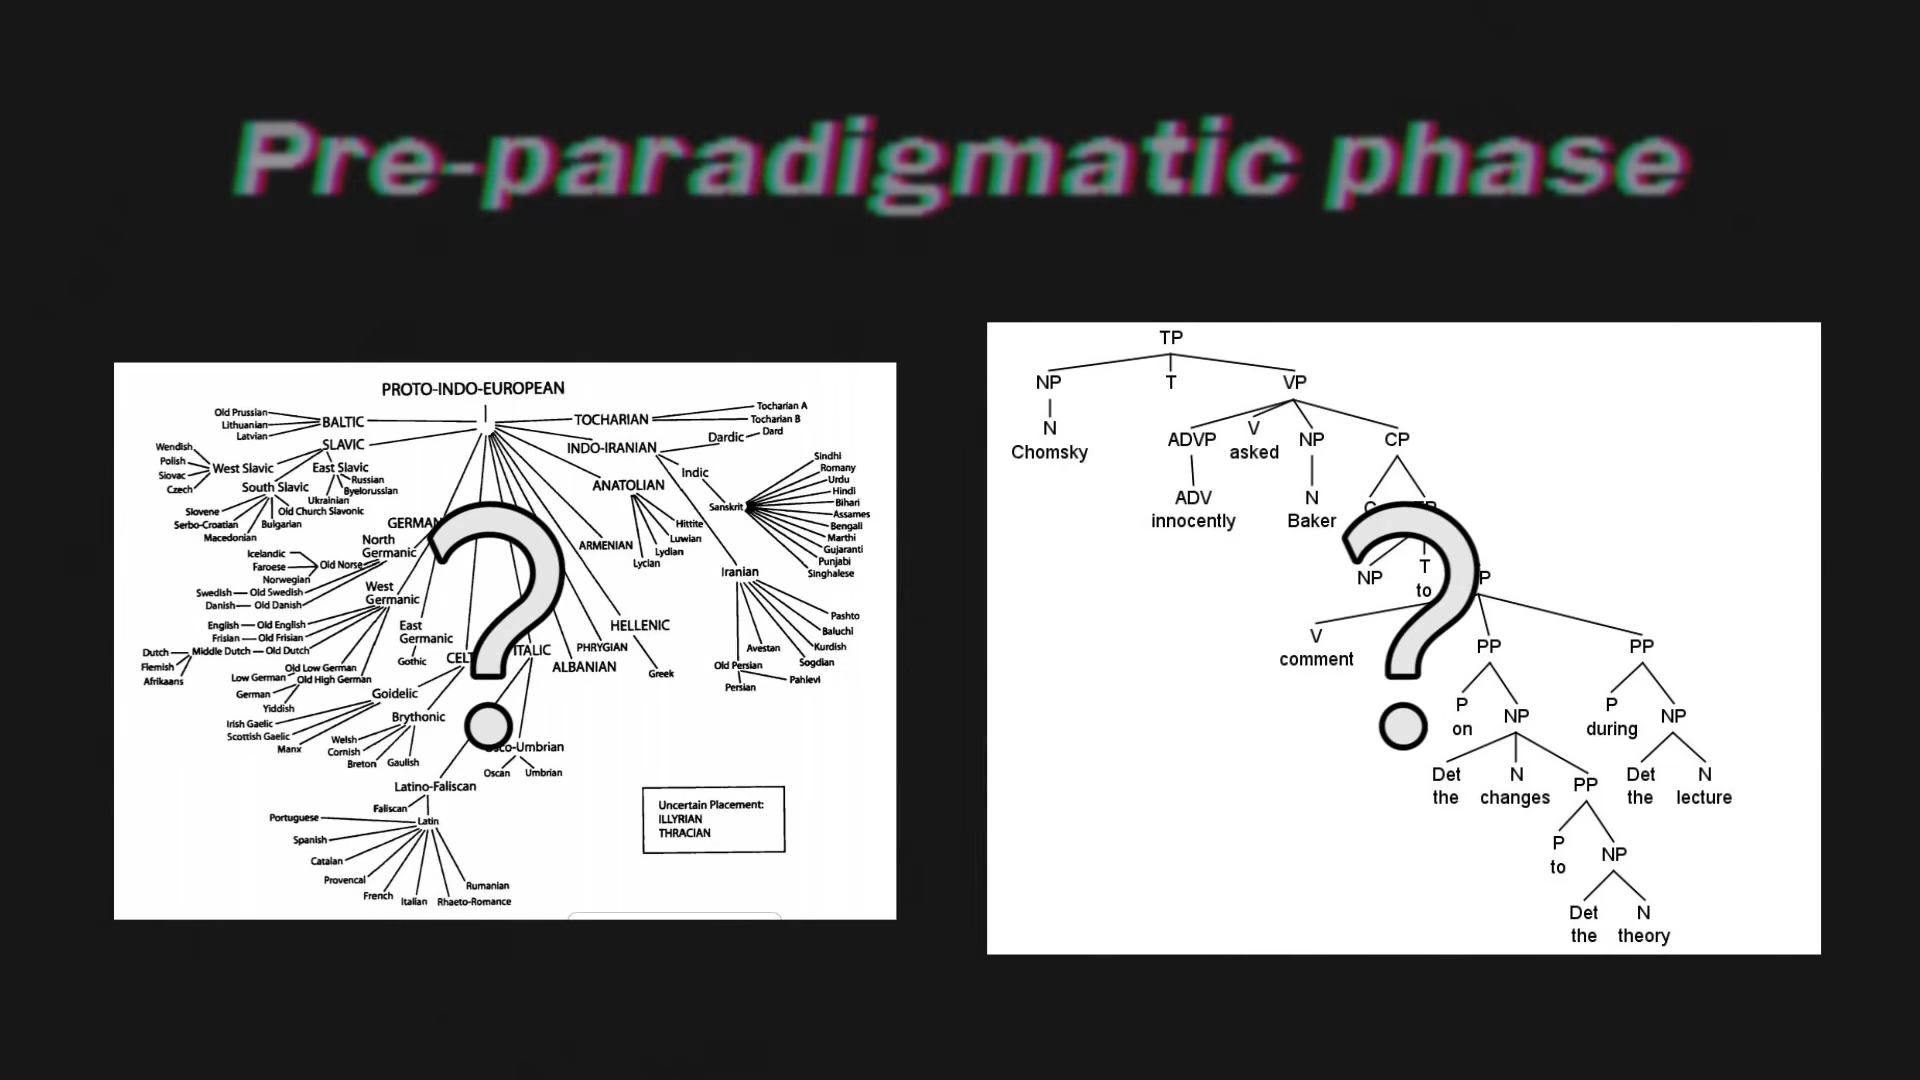 Pre-paradigmatic phase
PROTO-INDO-EUROPEAN
Old Prussian
Lithuanian
Latvian
BALTIC
TOCHARIAN
Tocharian A
Tocharian B
SLAVIC
INDO-IRANIAN
Dardic
Dard
Wendish
Polish
Slovac
Czech
West Slavic
East Slavic
Russian
Byelorussian
Ukrainian
South Slavic
Old Church Slavonic
Slovene
Serbo-Croatian
Macedonian
Bulgarian
Indic
Sanskrit
Sindhi
Romany
Urdu
Hindi
Bihari
Assames
Bengali
Marthi
Gujaranti
Punjabi
Singhalese
ANATOLIAN
Hittite
Luwian
Lydian
Lycian
ARMENIAN
GERMAN
North
Germanic
Icelandic
Faroese
Norwegian
Old Norse
Swedish
Old Swedish
Danish
Old Danish
West
Germanic
English
Old English
Frisian
Old Frisian
Dutch
Flemish
Afrikaans
Middle Dutch
Old Dutch
Low German
Old Low German
German
Yiddish
Old High German
East
Germanic
Gothic
Iranian
Pashto
Baluchi
Kurdish
Sogdian
Avestan
Old Persian
Persian
Pahlevi
HELLENIC
Greek
PHRYGIAN
ALBANIAN
ITALIC
CELT
Goidelic
Irish Gaelic
Scottish Gaelic
Manx
Brythonic
Welsh
Cornish
Breton
Gaulish
sco-Umbrian
Oscan
Umbrian
Latino-Faliscan
Faliscan
Latin
Portuguese
Spanish
Catalan
Provencal
French
Italian
Rhaeto-Romance
Rumanian
Uncertain Placement:
ILLYRIAN
THRACIAN
?
TP
NP T VP
N
Chomsky
ADVP V NP CP
asked
ADV N
innocently Baker
NP T P
to
V PP PP
comment
P NP P NP
on during
Det N PP Det N
the changes the lecture
P NP
to
Det N
the theory
?